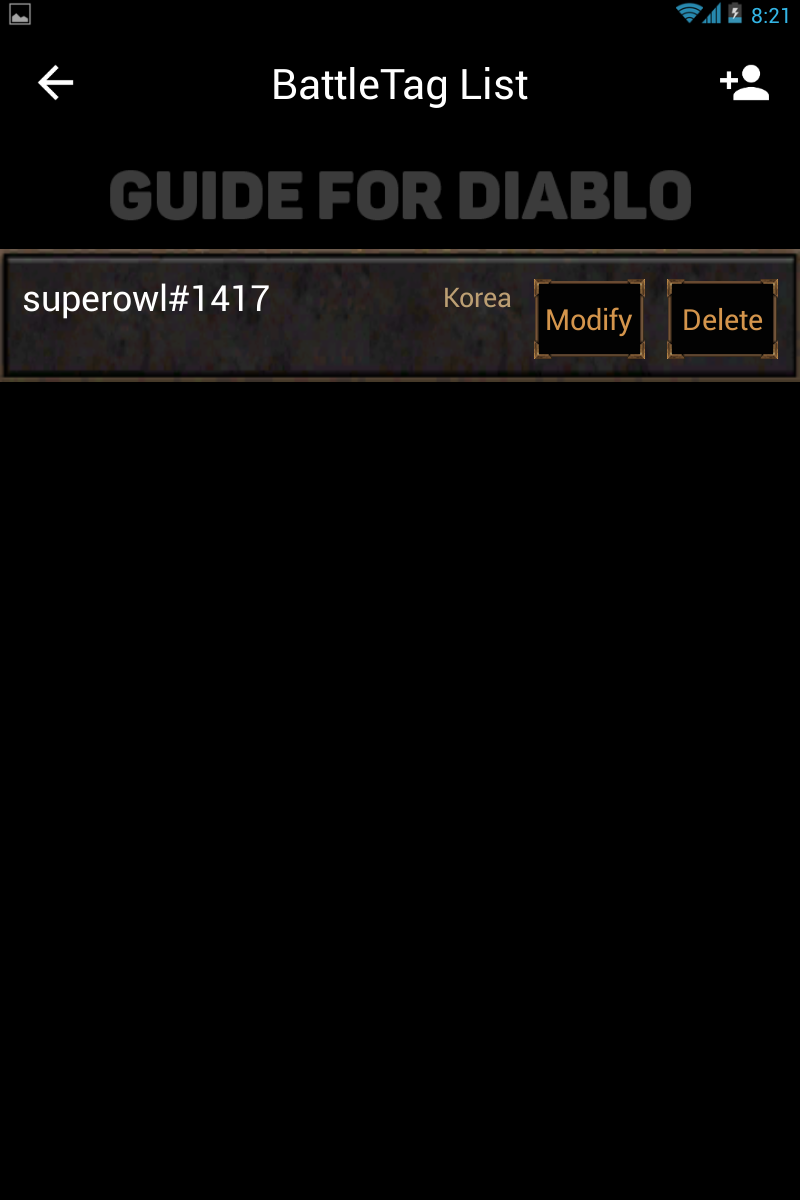 8:21
BattleTag List
GUIDE FOR DIABLO
superowl#1417
Korea
Modify
Delete